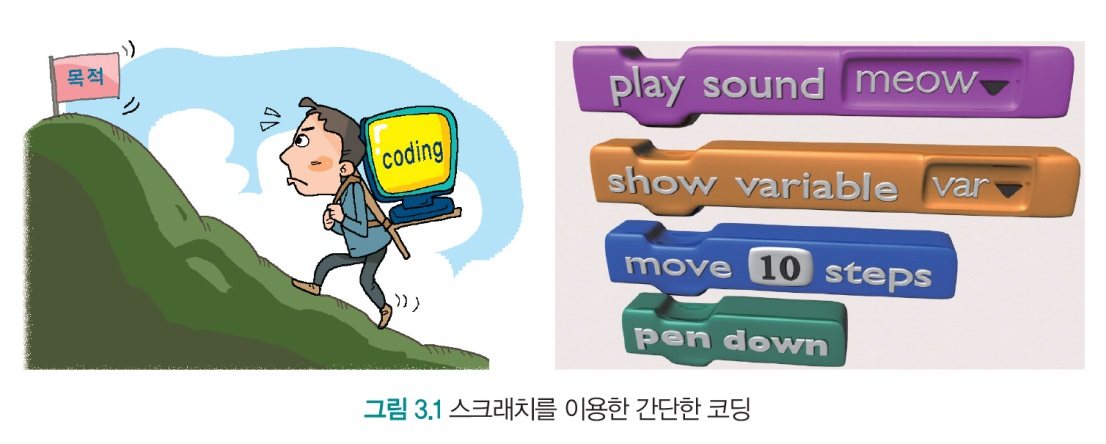 목적
coding
play sound meow
show variable var
move 10 steps
pen down
그림 3.1 스크래치를 이용한 간단한 코딩